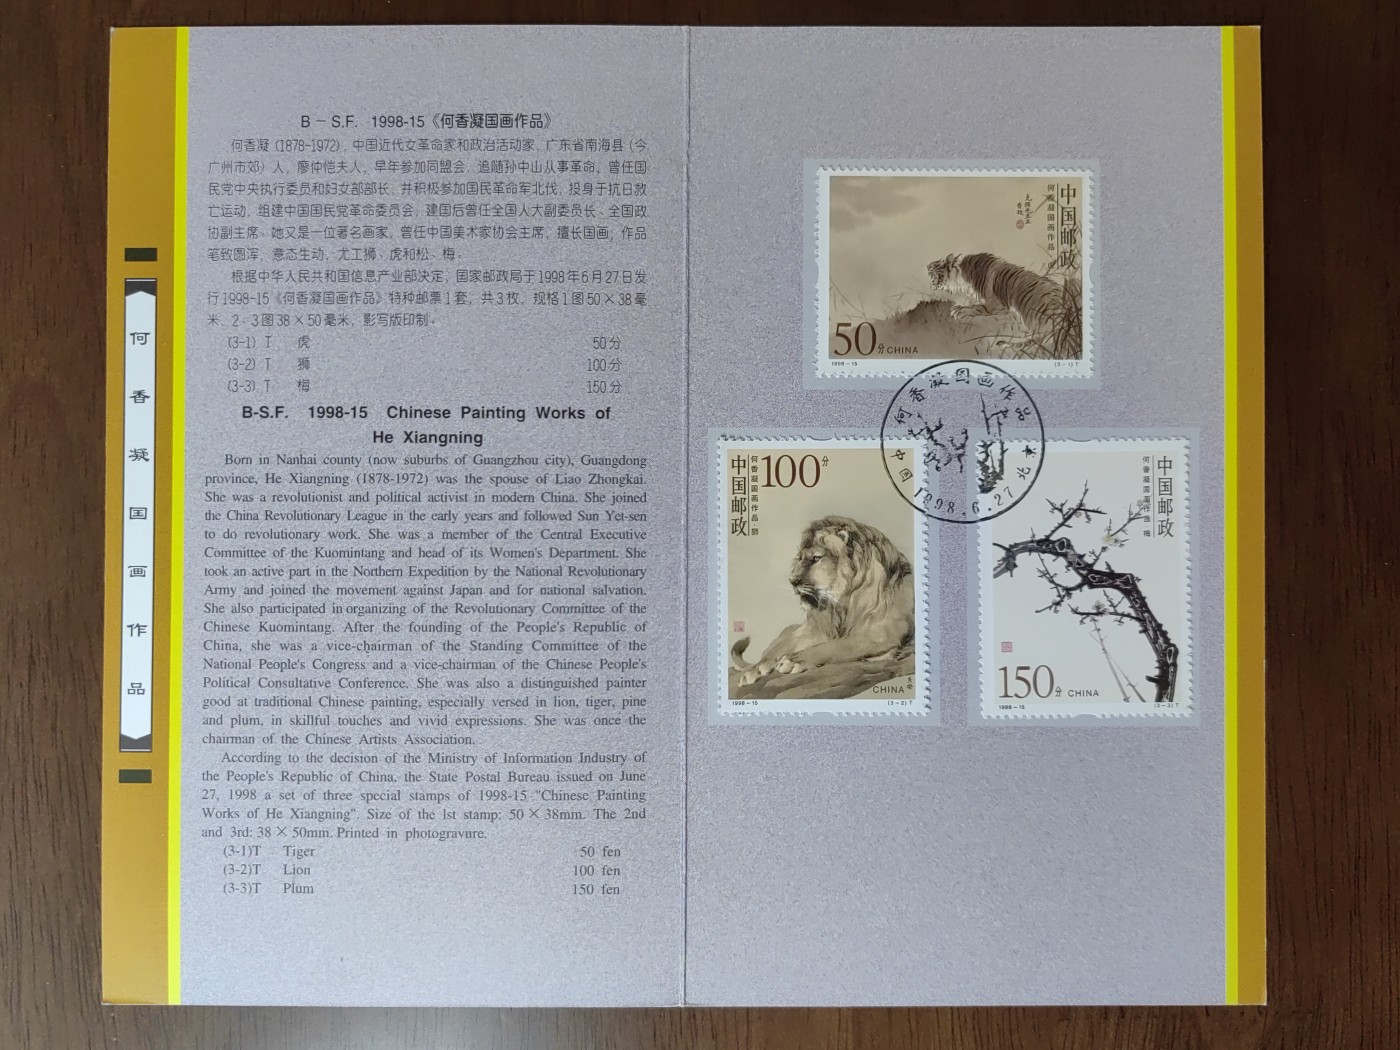 何
香
凝
国
画
作
品
B-S.F. 1998-15《何香凝国画作品》
何香凝(1878-1972),中国近代女革命家和政治活动家,广东省南海县(今
广州市郊)人,廖仲恺夫人,早年参加同盟会,追随孙中山从事革命,曾任国
民党中央执行委员和妇女部部长,并积极参加国民革命军北伐,投身于抗日救
亡运动,组建中国国民党革命委员会,建国后曾任全国人大副委员长、全国政
协副主席。她又是一位著名画家,曾任中国美术家协会主席,擅长国画;作品
笔致圆浑,意态生动,尤工狮、虎和松、梅。
根据中华人民共和国信息产业部决定,国家邮政局于1998年6月27日发
行1998-15《何香凝国画作品》特种邮票1套,共3枚,规格1图50×38毫
米,2、3图38×50毫米,影写版印制。
(3-1) T 虎 50分
(3-2) T 狮 100分
(3-3) T 梅 150分
B-S.F. 1998-15 Chinese Painting Works of
He Xiangning
Born in Nanhai county (now suburbs of Guangzhou city), Guangdong
province, He Xiangning (1878-1972) was the spouse of Liao Zhongkai.
She was a revolutionist and political activist in modern China. She joined
the China Revolutionary League in the early years and followed Sun Yet-sen
to do revolutionary work. She was a member of the Central Executive
Committee of the Kuomintang and head of its Women's Department. She
took an active part in the Northern Expedition by the National Revolutionary
Army and joined the movement against Japan and for national salvation.
She also participated in organizing of the Revolutionary Committee of the
Chinese Kuomintang. After the founding of the People's Republic of
China, she was a vice-chairman of the Standing Committee of the
National People's Congress and a vice-chairman of the Chinese People's
Political Consultative Conference. She was also a distinguished painter
good at traditional Chinese painting, especially versed in lion, tiger, pine
and plum, in skillful touches and vivid expressions. She was once the
chairman of the Chinese Artists Association.
According to the decision of the Ministry of Information Industry of
the People's Republic of China, the State Postal Bureau issued on June
27, 1998 a set of three special stamps of 1998-15 "Chinese Painting
Works of He Xiangning". Size of the lst stamp: 50×38mm. The 2nd
and 3rd: 38×50mm. Printed in photogravure.
(3-1)T Tiger 50 fen
(3-2)T Lion 100 fen
(3-3)T Plum 150 fen
中国邮政
何香凝国画作品·虎
50分 CHINA
1998-15 (3-1) T
何香凝国画作品
中国 北京
1998.6.27
中国邮政
何香凝国画作品·狮
100分
CHINA
1998-15 (3-2) T
中国邮政
何香凝国画作品·梅
150分 CHINA
1998-15 (3-3) T